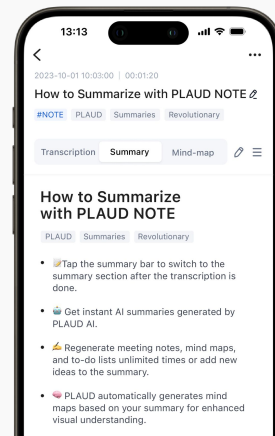 13:13
2023-10-01 10:03:00 | 00:01:20
How to Summarize with PLAUD NOTE
#NOTE PLAUD Summaries Revolutionary
Transcription Summary Mind-map
How to Summarize
with PLAUD NOTE
PLAUD Summaries Revolutionary
• 📝Tap the summary bar to switch to the
summary section after the transcription is
done.
• 🤖 Get instant AI summaries generated by
PLAUD AI.
• ✍️ Regenerate meeting notes, mind maps,
and to-do lists unlimited times or add new
ideas to the summary.
• 🧠 PLAUD automatically generates mind
maps based on your summary for enhanced
visual understanding.